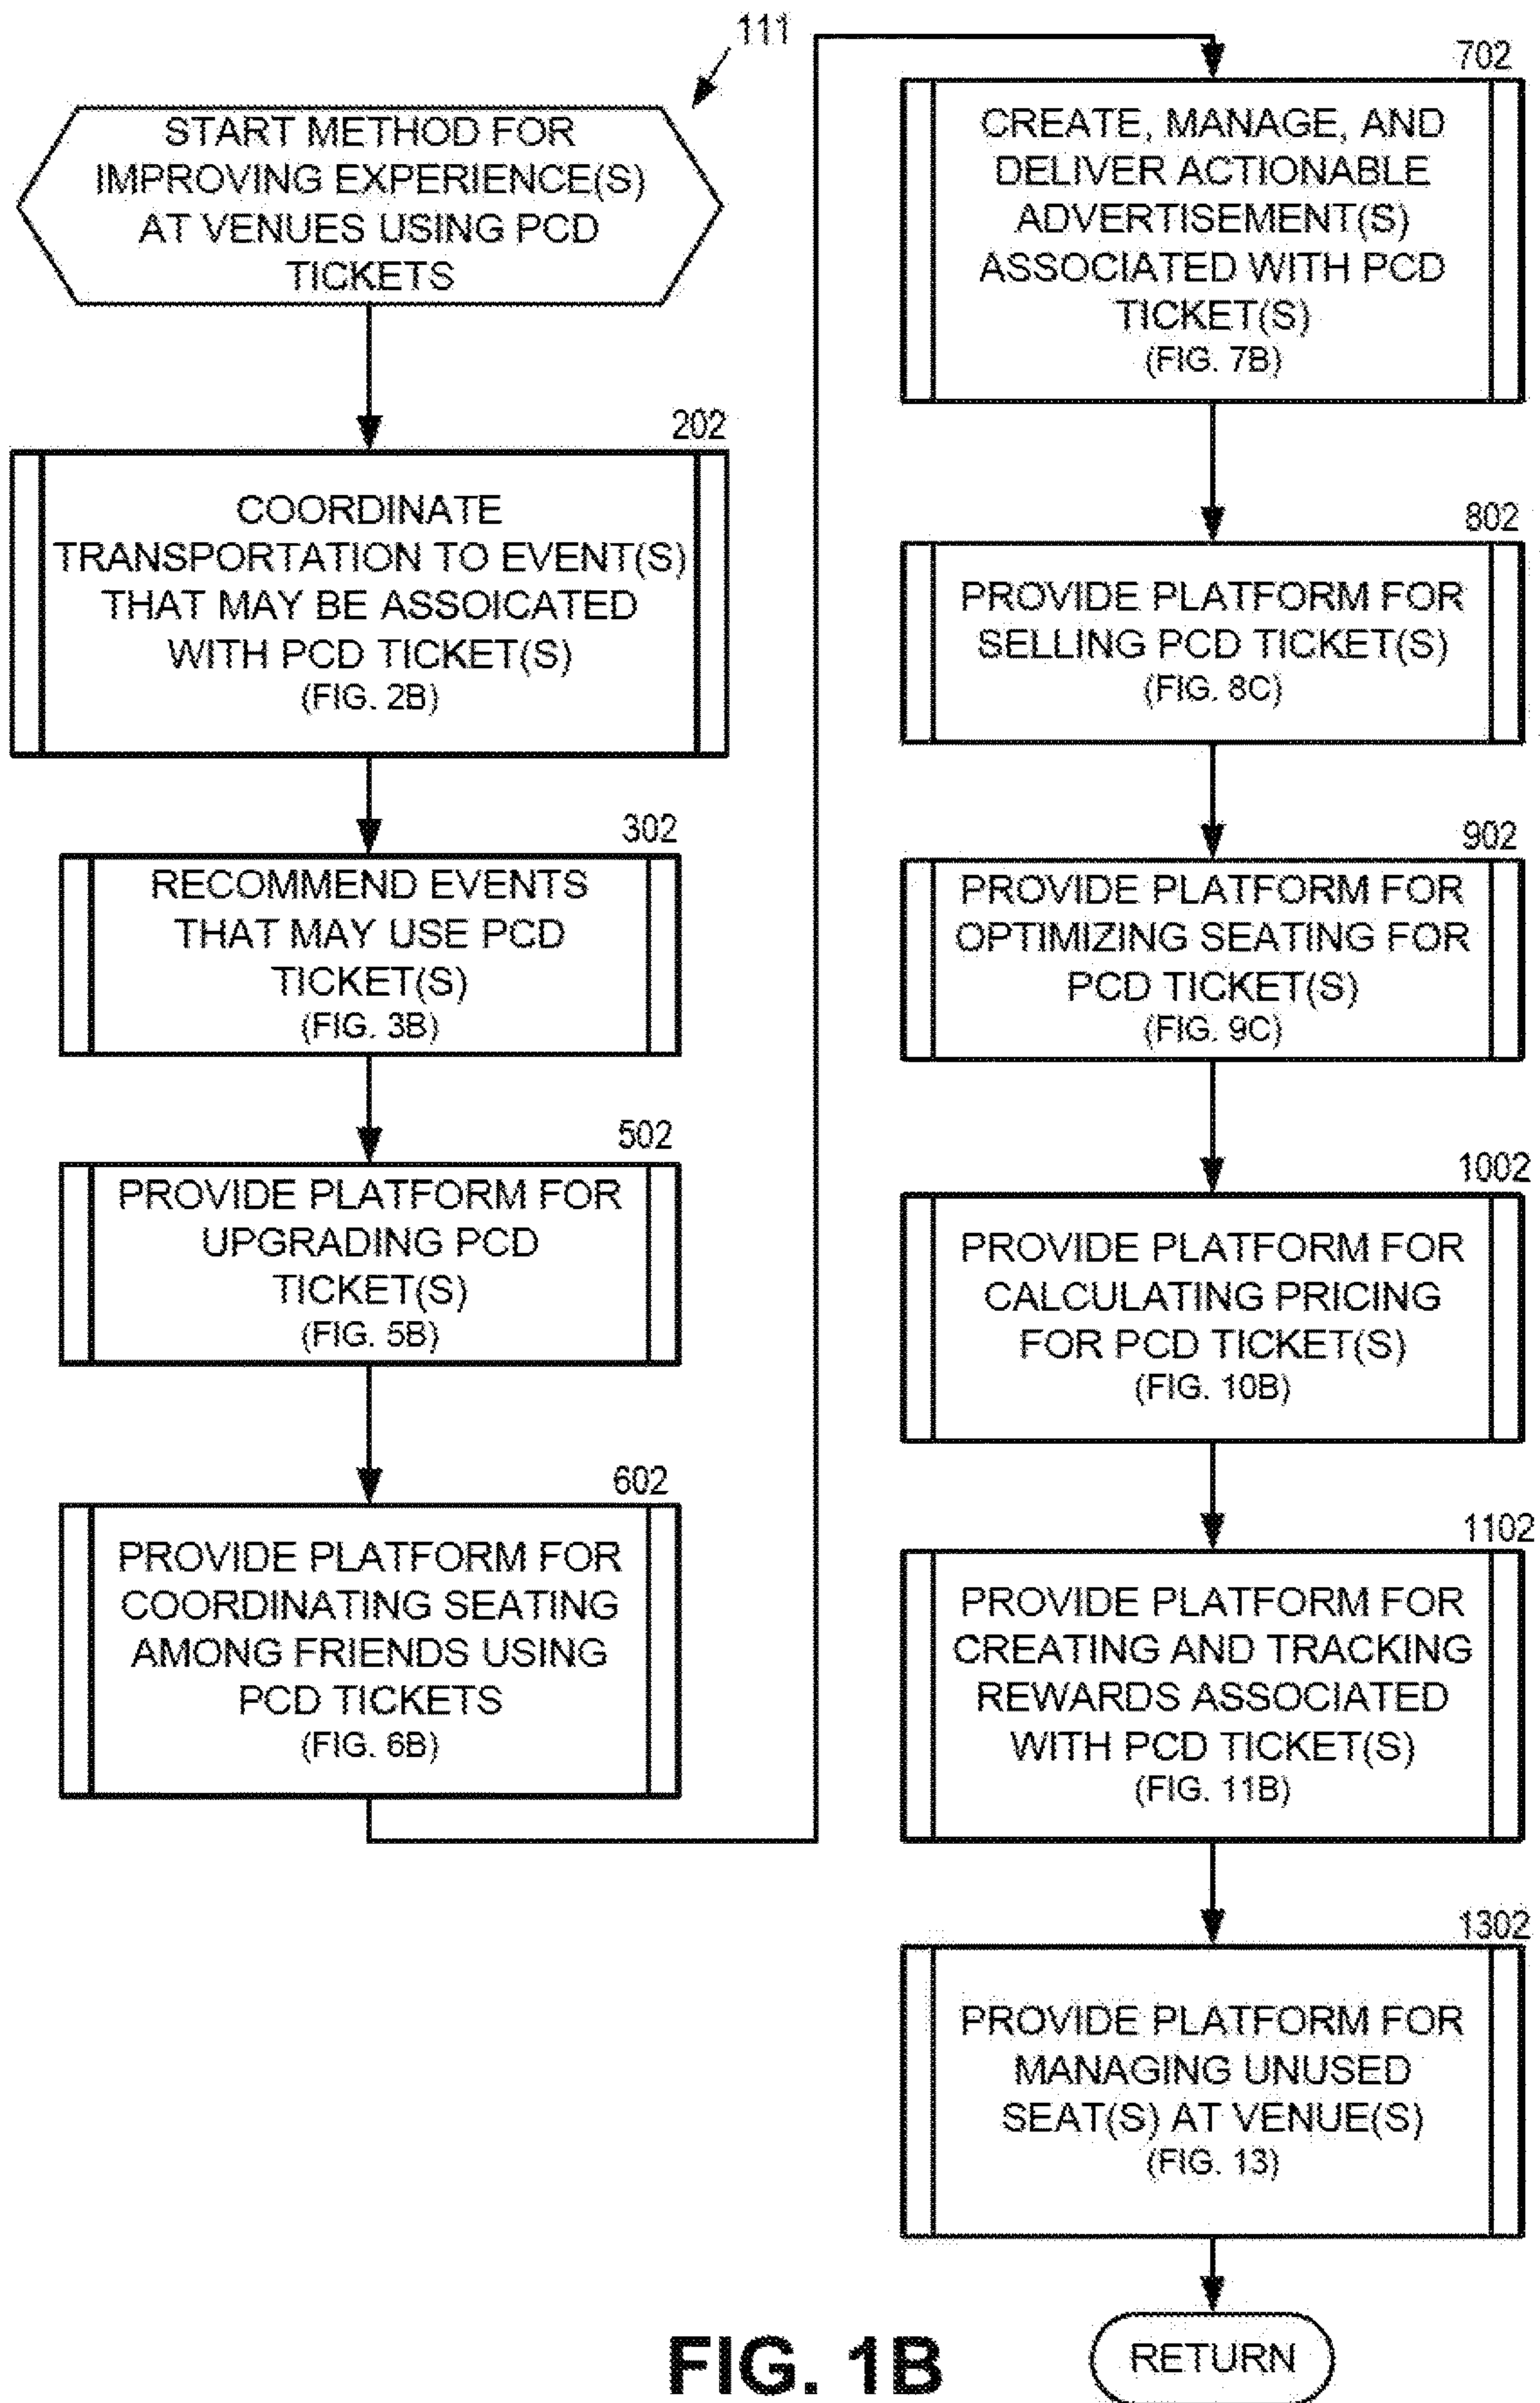 111
START METHOD FOR
IMPROVING EXPERIENCE(S)
AT VENUES USING PCD
TICKETS
202
COORDINATE
TRANSPORTATION TO EVENT(S)
THAT MAY BE ASSOICATED
WITH PCD TICKET(S)
(FIG. 2B)
302
RECOMMEND EVENTS
THAT MAY USE PCD
TICKET(S)
(FIG. 3B)
502
PROVIDE PLATFORM FOR
UPGRADING PCD
TICKET(S)
(FIG. 5B)
602
PROVIDE PLATFORM FOR
COORDINATING SEATING
AMONG FRIENDS USING
PCD TICKETS
(FIG. 6B)
702
CREATE, MANAGE, AND
DELIVER ACTIONABLE
ADVERTISEMENT(S)
ASSOCIATED WITH PCD
TICKET(S)
(FIG. 7B)
802
PROVIDE PLATFORM FOR
SELLING PCD TICKET(S)
(FIG. 8C)
902
PROVIDE PLATFORM FOR
OPTIMIZING SEATING FOR
PCD TICKET(S)
(FIG. 9C)
1002
PROVIDE PLATFORM FOR
CALCULATING PRICING
FOR PCD TICKET(S)
(FIG. 10B)
1102
PROVIDE PLATFORM FOR
CREATING AND TRACKING
REWARDS ASSOCIATED
WITH PCD TICKET(S)
(FIG. 11B)
1302
PROVIDE PLATFORM FOR
MANAGING UNUSED
SEAT(S) AT VENUE(S)
(FIG. 13)
RETURN
FIG. 1B